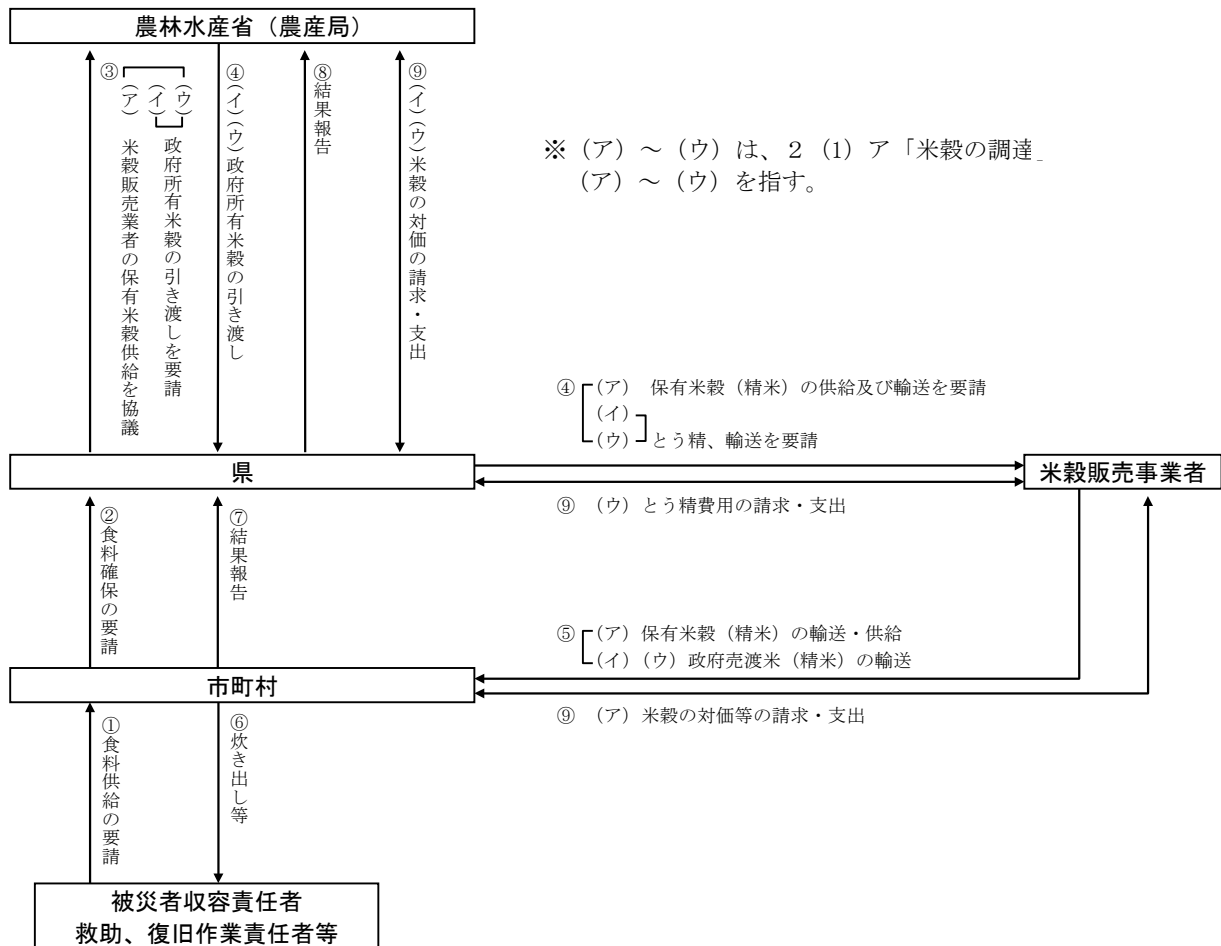 農林水産省（農産局）
③
（ア） 米穀販売業者の保有米穀供給を協議
（イ）
（ウ）
政府所有米穀の引き渡しを要請
④（イ）（ウ）政府所有米穀の引き渡し
⑧結果報告
⑨（イ）（ウ）米穀の対価の請求・支出
※（ア）～（ウ）は、２（1）ア「米穀の調達
（ア）～（ウ）を指す。
④（ア） 保有米穀（精米）の供給及び輸送を要請
（イ）
（ウ） とう精、輸送を要請
県
米穀販売事業者
⑨ （ウ）とう精費用の請求・支出
②食料確保の要請
⑦結果報告
⑤（ア）保有米穀（精米）の輸送・供給
（イ）（ウ）政府売渡米（精米）の輸送
市町村
⑨ （ア）米穀の対価等の請求・支出
①食料供給の要請
⑥炊き出し等
被災者収容責任者
救助、復旧作業責任者等